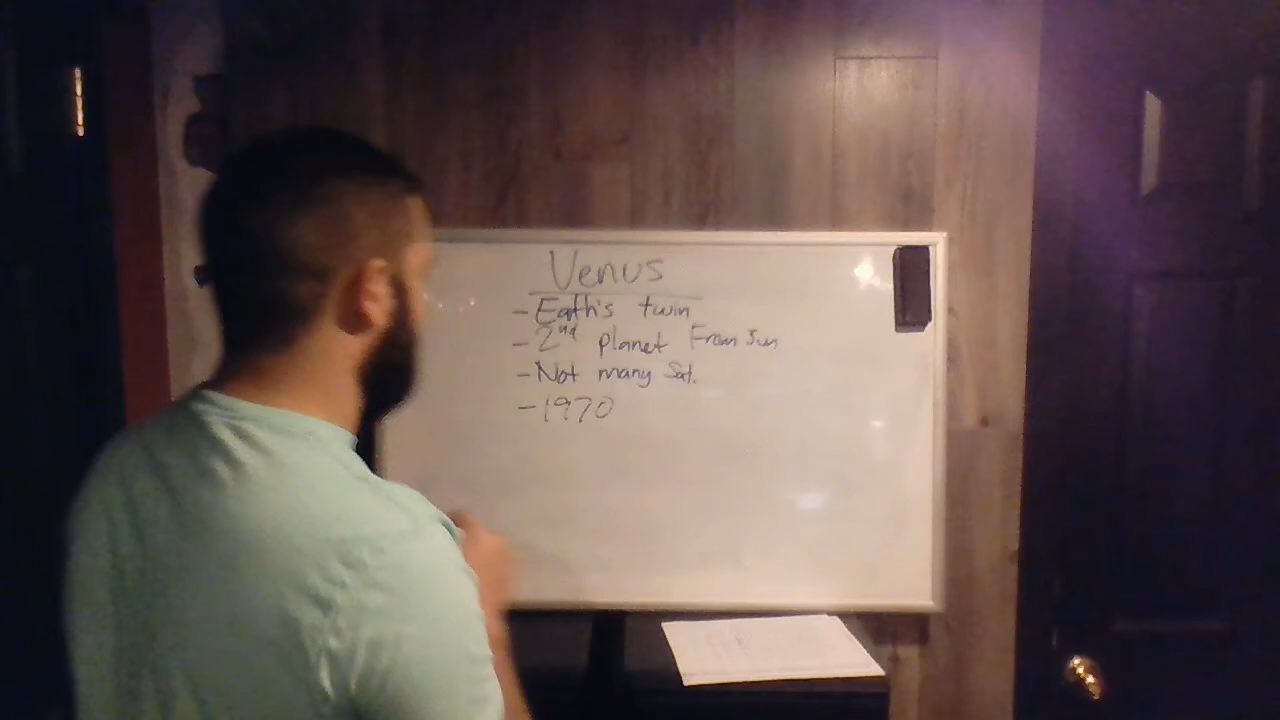 Venus
- Earth's twin
- 2nd planet From Sun
- Not many Sat.
- 1970